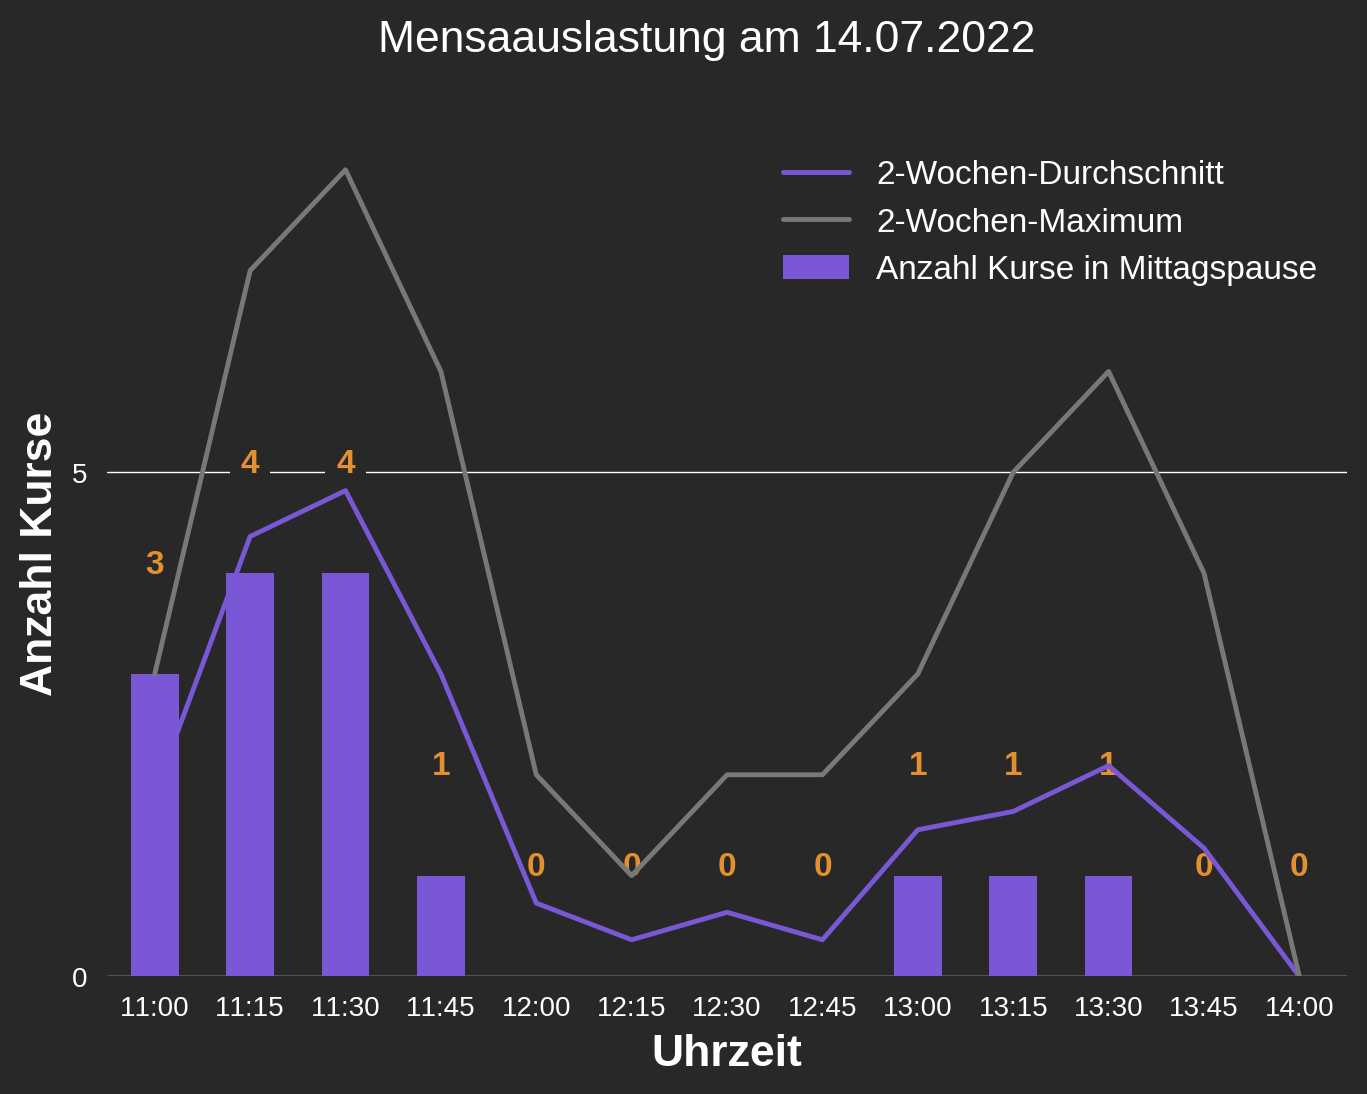 Mensaauslastung am 14.07.2022
2-Wochen-Durchschnitt
2-Wochen-Maximum
Anzahl Kurse in Mittagspause
Anzahl Kurse
5
0
3
4
4
1
0
0
0
0
1
1
1
0
0
11:00 11:15 11:30 11:45 12:00 12:15 12:30 12:45 13:00 13:15 13:30 13:45 14:00
Uhrzeit